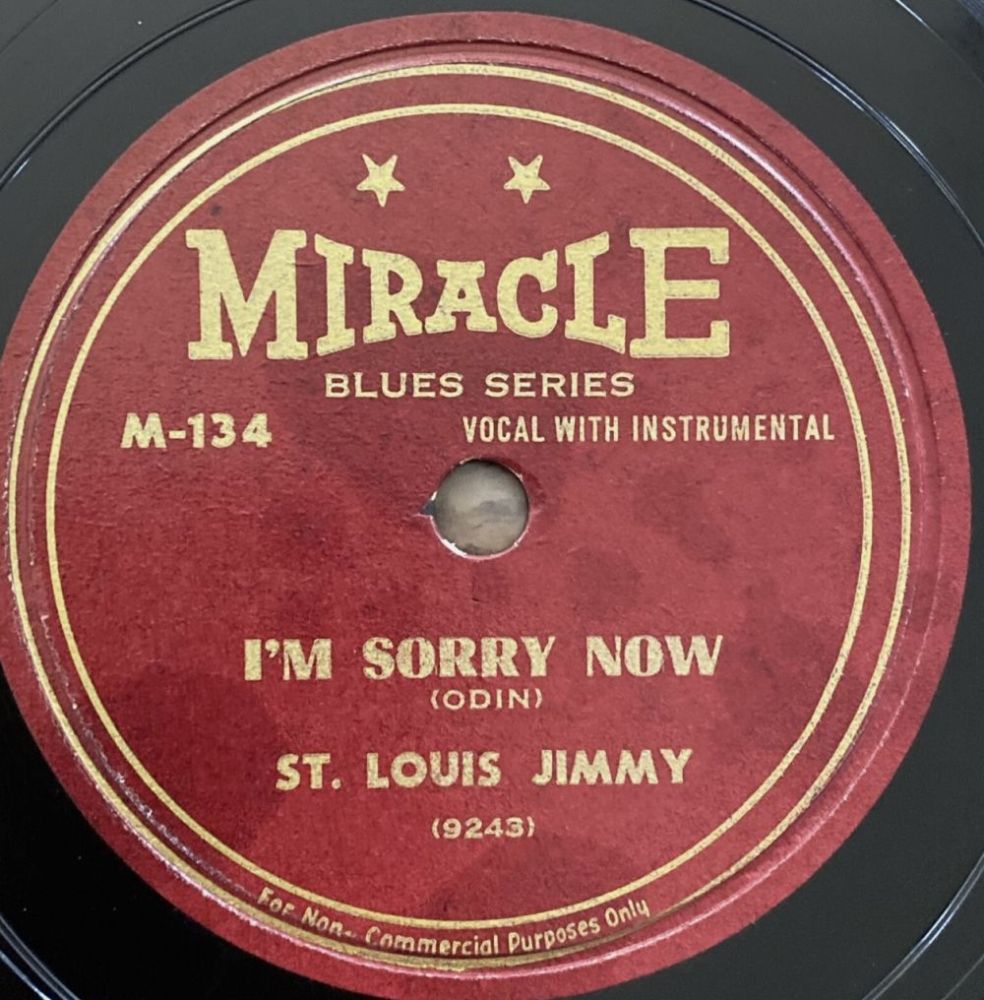 MIRACLE
BLUES SERIES
M-134 VOCAL WITH INSTRUMENTAL
I'M SORRY NOW
(ODIN)
ST. LOUIS JIMMY
(9243)
For Non- Commercial Purposes Only